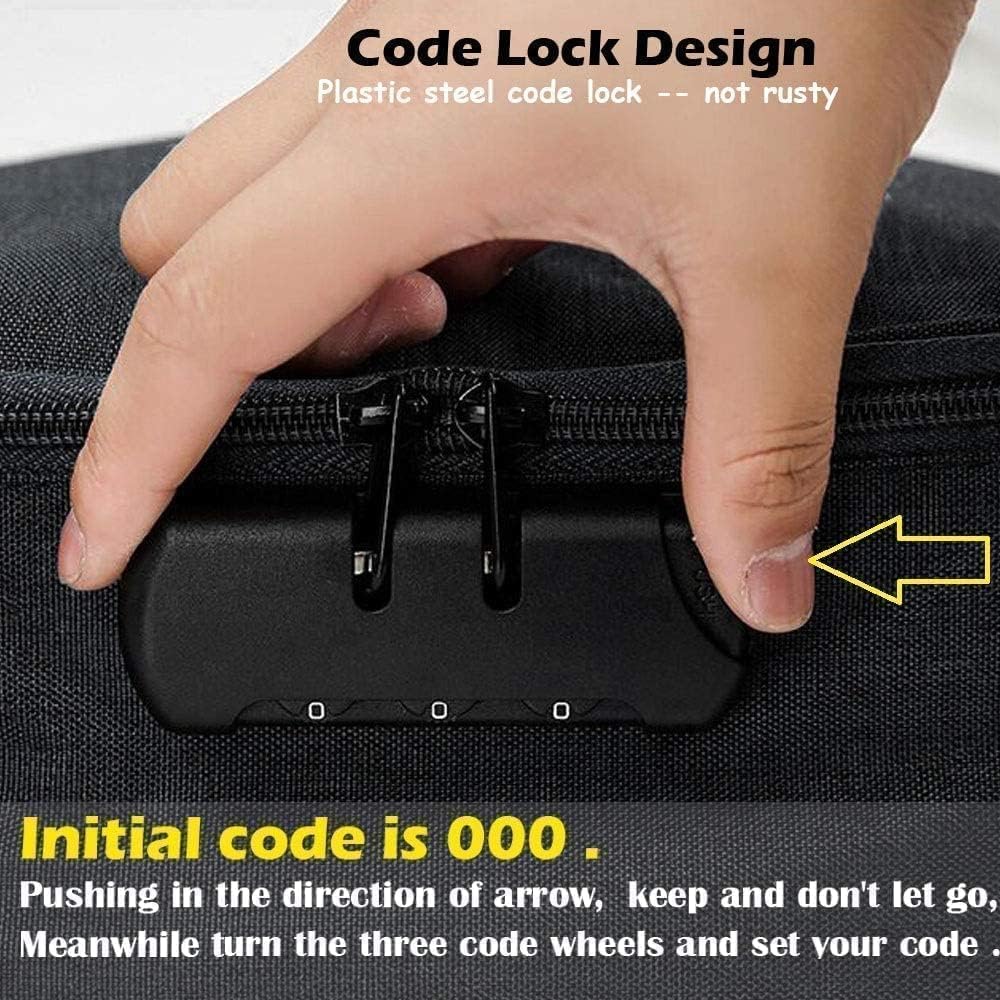 Code Lock Design
Plastic steel code lock -- not rusty
0 0 0
Initial code is 000 .
Pushing in the direction of arrow, keep and don't let go,
Meanwhile turn the three code wheels and set your code .